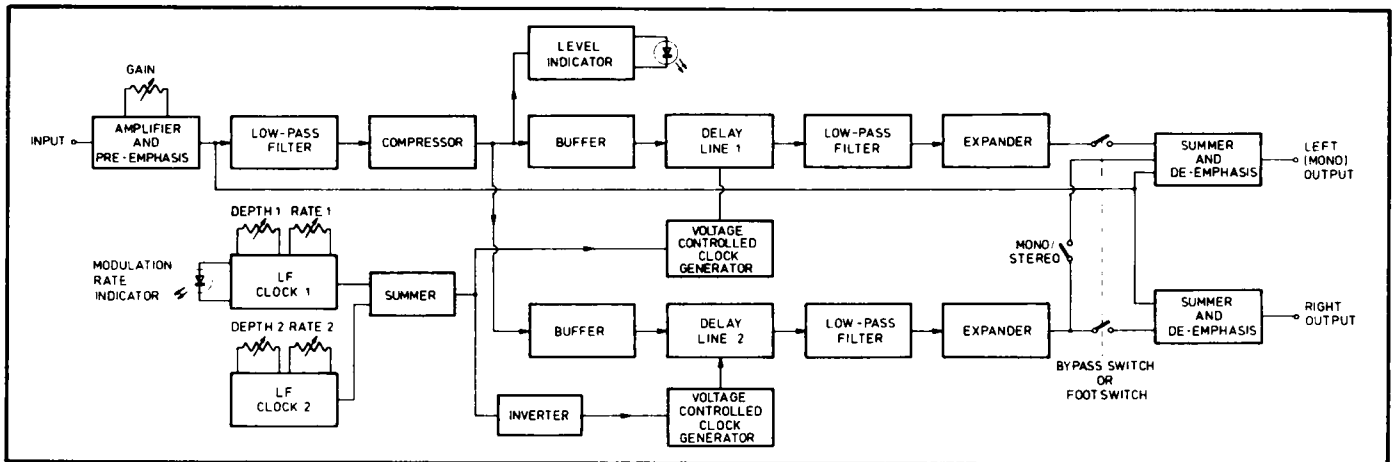 GAIN
INPUT
AMPLIFIER
AND
PRE-EMPHASIS
LOW-PASS
FILTER
COMPRESSOR
LEVEL
INDICATOR
BUFFER
DELAY
LINE 1
LOW-PASS
FILTER
EXPANDER
SUMMER
AND
DE-EMPHASIS
LEFT
(MONO)
OUTPUT
DEPTH 1
RATE 1
MODULATION
RATE
INDICATOR
LF
CLOCK 1
SUMMER
VOLTAGE
CONTROLLED
CLOCK
GENERATOR
MONO/
STEREO
DEPTH 2
RATE 2
LF
CLOCK 2
BUFFER
DELAY
LINE 2
LOW-PASS
FILTER
EXPANDER
SUMMER
AND
DE-EMPHASIS
RIGHT
OUTPUT
BYPASS SWITCH
OR
FOOTSWITCH
INVERTER
VOLTAGE
CONTROLLED
CLOCK
GENERATOR